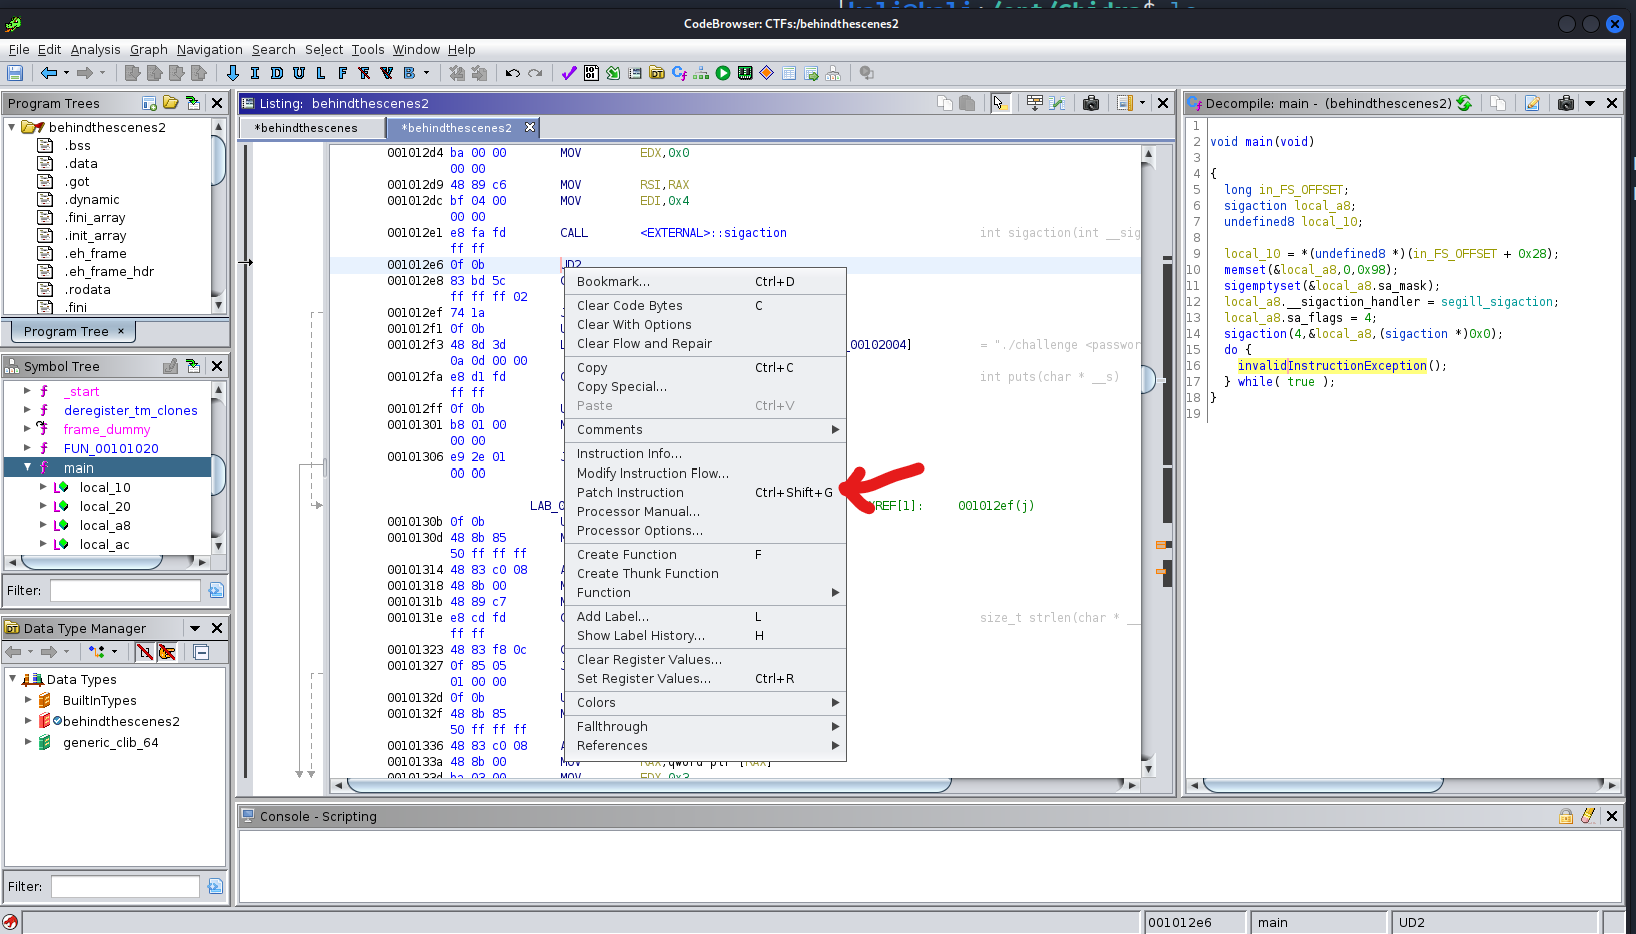 CodeBrowser: CTFs:/behindthescenes2
File Edit Analysis Graph Navigation Search Select Tools Window Help
I D U L F B
Program Trees
behindthescenes2
.bss
.data
.got
.dynamic
.fini_array
.init_array
.eh_frame
.eh_frame_hdr
.rodata
.fini
Program Tree ×
Symbol Tree
_start
deregister_tm_clones
frame_dummy
FUN_00101020
main
local_10
local_20
local_a8
local_ac
Filter:
Data Type Manager
Data Types
BuiltInTypes
behindthescenes2
generic_clib_64
Filter:
Listing: behindthescenes2
*behindthescenes
*behindthescenes2
001012d4 ba 00 00 MOV EDX,0x0
00 00
001012d9 48 89 c6 MOV RSI,RAX
001012dc bf 04 00 MOV EDI,0x4
00 00
001012e1 e8 fa fd CALL <EXTERNAL>::sigaction int sigaction(int __sig
ff ff
001012e6 0f 0b UD2
001012e8 83 bd 5c
ff ff ff 02
001012ef 74 1a
001012f1 0f 0b
001012f3 48 8d 3d _00102004] = "./challenge <passwor
0a 0d 00 00
001012fa e8 d1 fd int puts(char * __s)
ff ff
001012ff 0f 0b
00101301 b8 01 00
00 00
00101306 e9 2e 01
00 00
LAB_0 XREF[1]: 001012ef(j)
0010130b 0f 0b
0010130d 48 8b 85
50 ff ff ff
00101314 48 83 c0 08
00101318 48 8b 00
0010131b 48 89 c7
0010131e e8 cd fd size_t strlen(char * __
ff ff
00101323 48 83 f8 0c
00101327 0f 85 05
01 00 00
0010132d 0f 0b
0010132f 48 8b 85
50 ff ff ff
00101336 48 83 c0 08
0010133a 48 8b 00 MOV RAX,qword ptr [RAX]
0010133d ba 03 00 MOV EDX,0x3
Bookmark... Ctrl+D
Clear Code Bytes C
Clear With Options
Clear Flow and Repair
Copy Ctrl+C
Copy Special...
Paste Ctrl+V
Comments
Instruction Info...
Modify Instruction Flow...
Patch Instruction Ctrl+Shift+G
Processor Manual...
Processor Options...
Create Function F
Create Thunk Function
Function
Add Label... L
Show Label History... H
Clear Register Values...
Set Register Values... Ctrl+R
Colors
Fallthrough
References
Decompile: main - (behindthescenes2)
1
2 void main(void)
3
4 {
5 long in_FS_OFFSET;
6 sigaction local_a8;
7 undefined8 local_10;
8
9 local_10 = *(undefined8 *)(in_FS_OFFSET + 0x28);
10 memset(&local_a8,0,0x98);
11 sigemptyset(&local_a8.sa_mask);
12 local_a8.__sigaction_handler = segill_sigaction;
13 local_a8.sa_flags = 4;
14 sigaction(4,&local_a8,(sigaction *)0x0);
15 do {
16 invalidInstructionException();
17 } while( true );
18 }
19
Console - Scripting
001012e6 main UD2